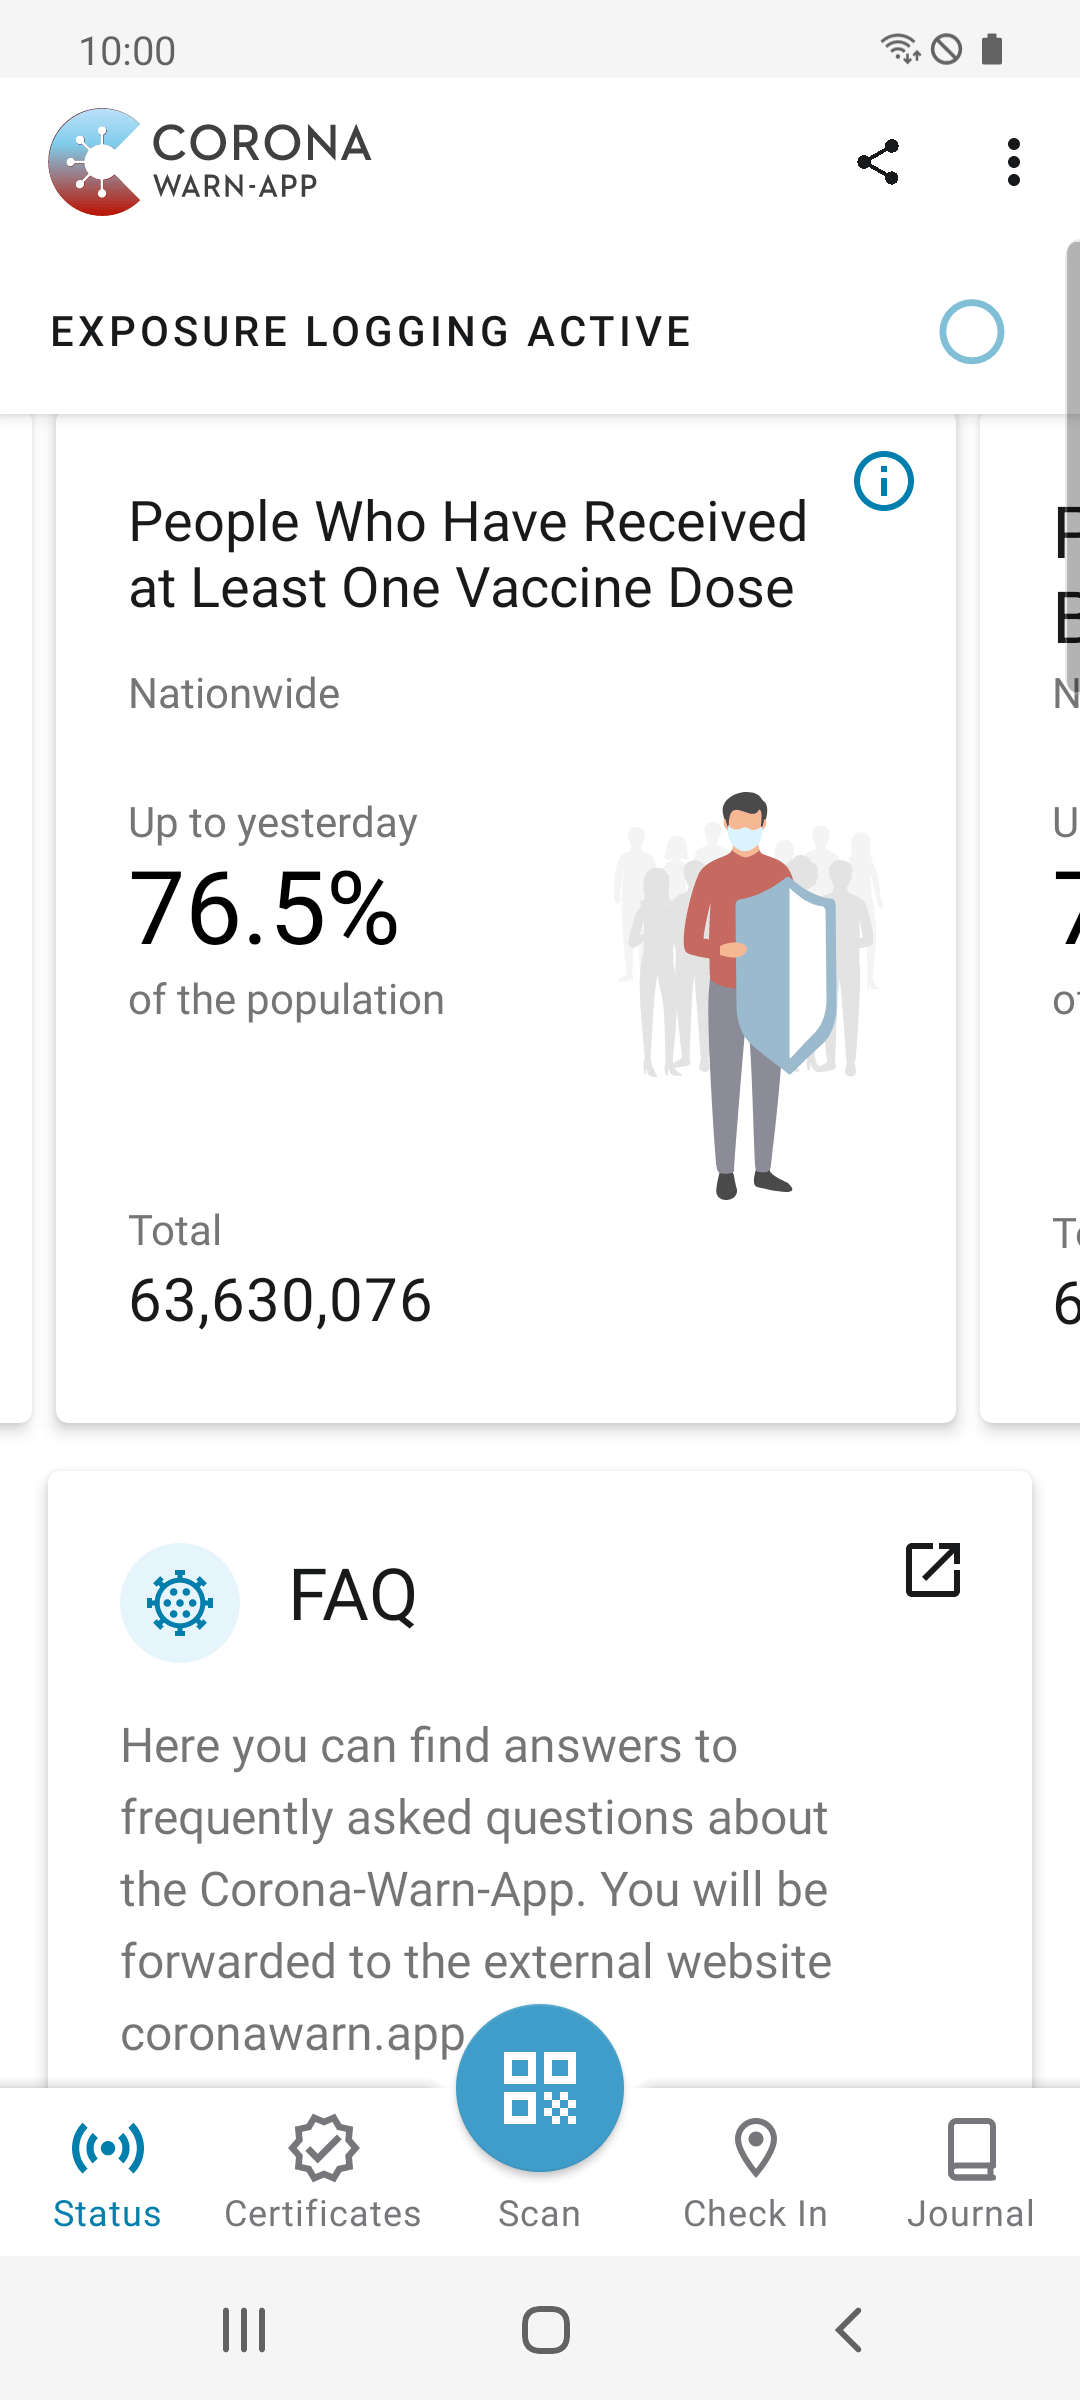 10:00
CORONA
WARN-APP
EXPOSURE LOGGING ACTIVE
People Who Have Received
at Least One Vaccine Dose
Nationwide
Up to yesterday
76.5%
of the population
Total
63,630,076
FAQ
Here you can find answers to
frequently asked questions about
the Corona-Warn-App. You will be
forwarded to the external website
coronawarn.app
Status
Certificates
Scan
Check In
Journal